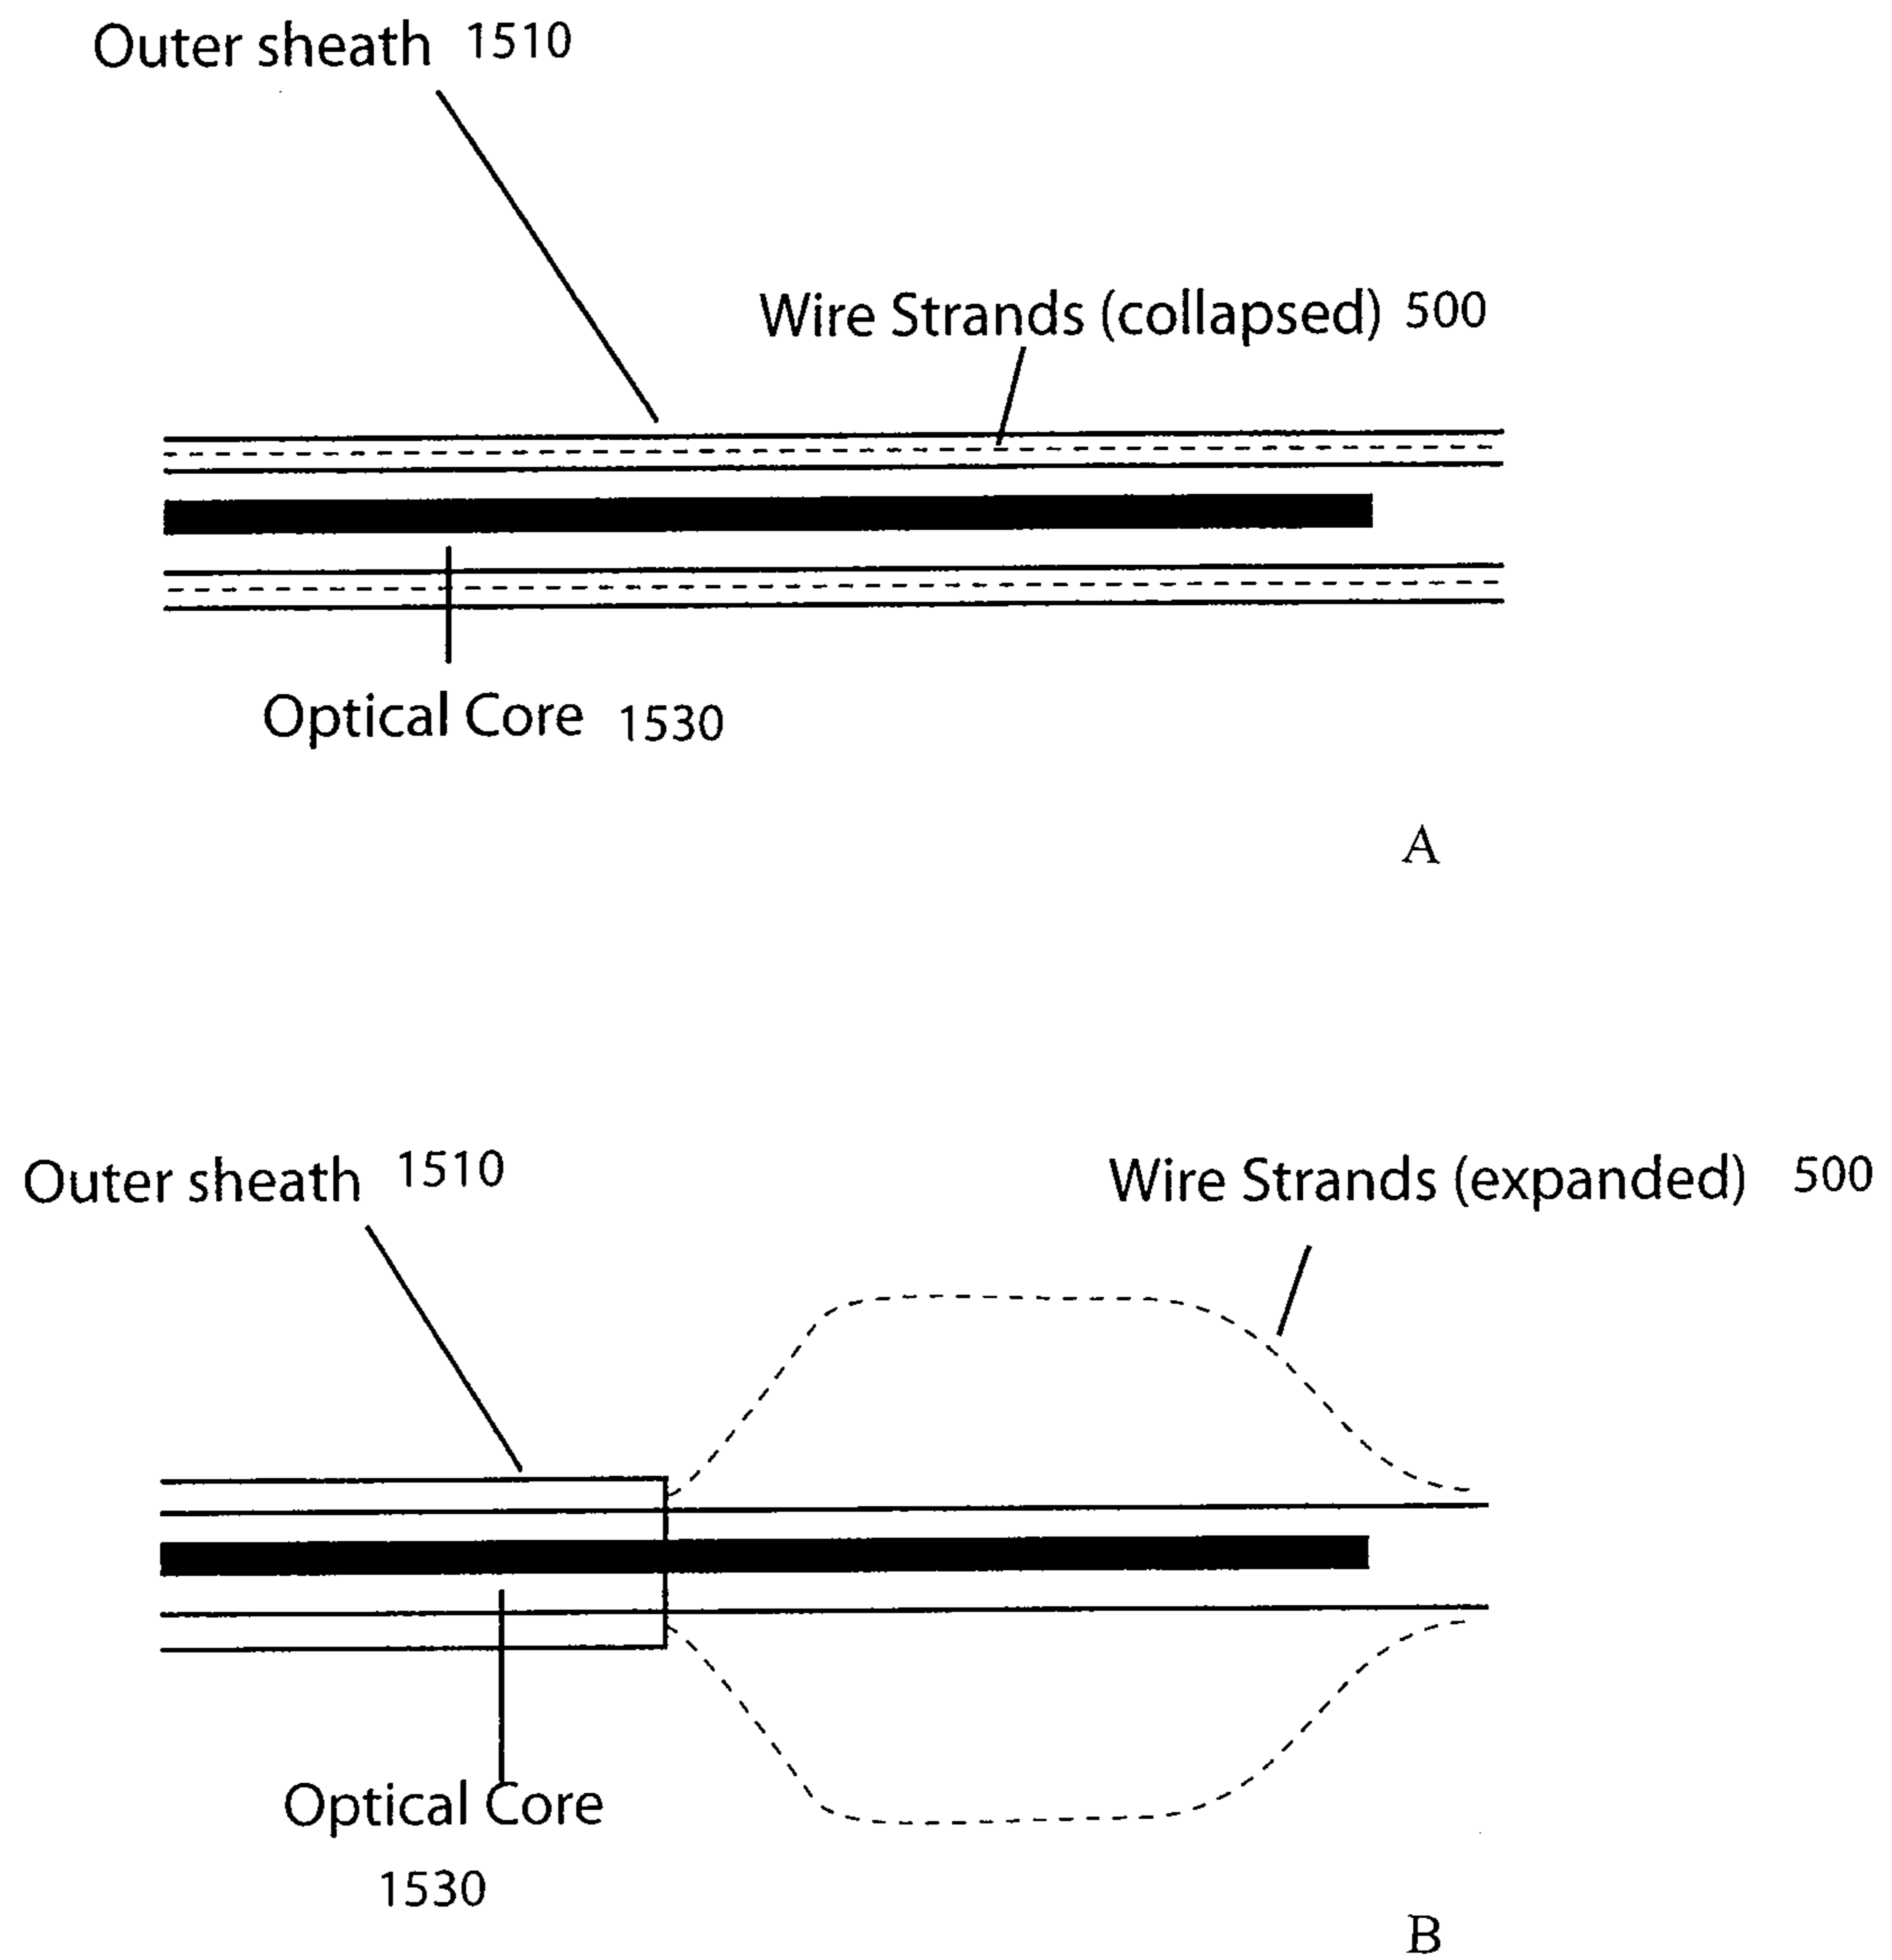 Outer sheath 1510
Wire Strands (collapsed) 500
Optical Core 1530
A
Outer sheath 1510
Wire Strands (expanded) 500
Optical Core
1530
B